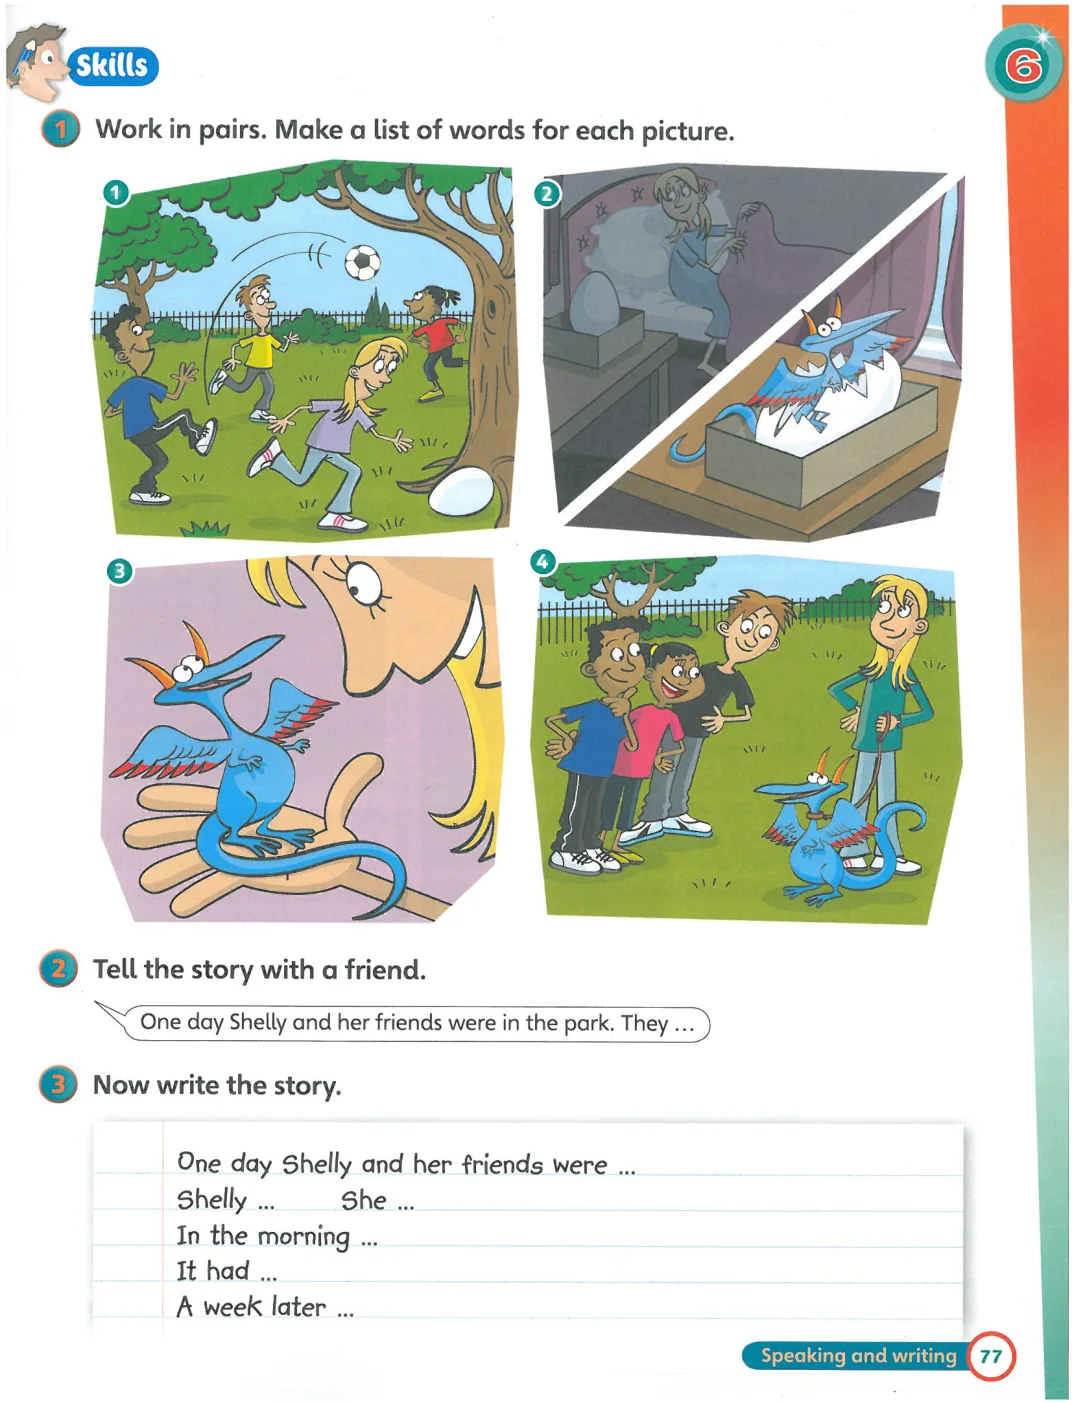 Skills
6
1 Work in pairs. Make a list of words for each picture.
1
2
3
4
2 Tell the story with a friend.
One day Shelly and her friends were in the park. They ...
3 Now write the story.
One day Shelly and her friends were ...
Shelly ... She ...
In the morning ...
It had ...
A week later ...
Speaking and writing 77